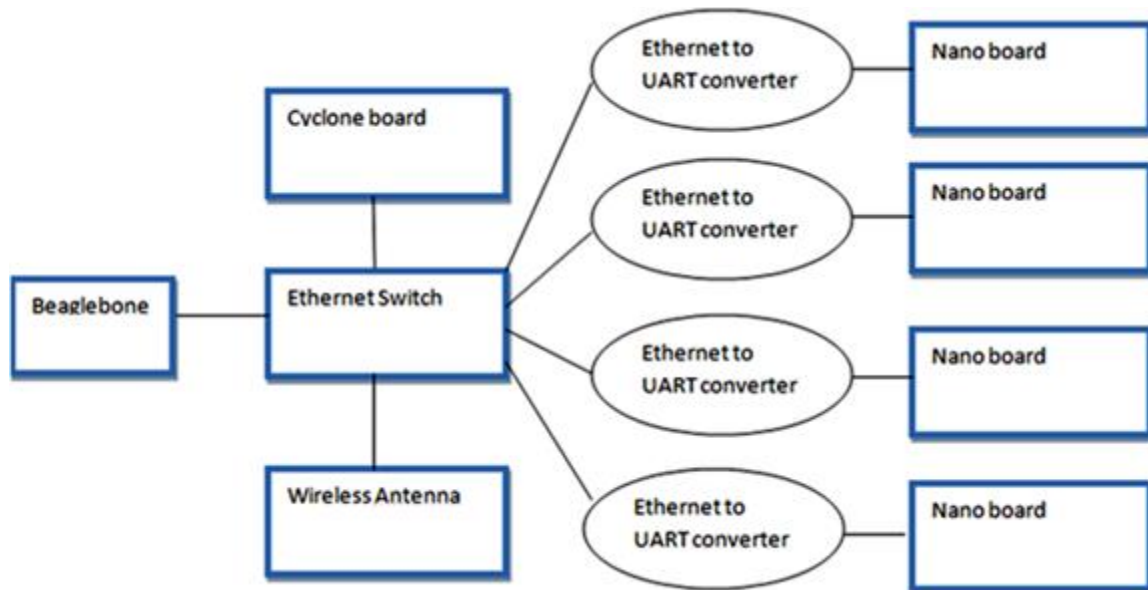 Ethernet to
UART converter
Nano board
Cyclone board
Ethernet to
UART converter
Nano board
Beaglebone
Ethernet Switch
Ethernet to
UART converter
Nano board
Wireless Antenna
Ethernet to
UART converter
Nano board